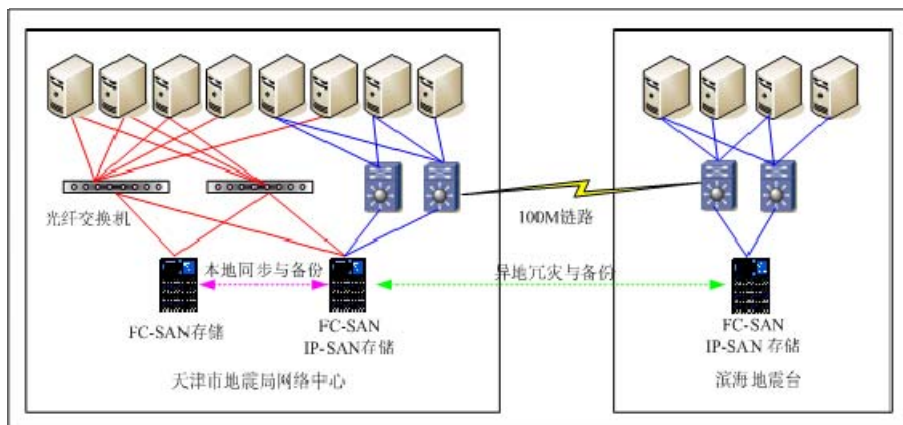 光纤交换机
100M链路
本地同步与备份
异地冗灾与备份
FC-SAN存储
FC-SAN
IP-SAN存储
FC-SAN
IP-SAN 存储
天津市地震局网络中心
滨海地震台